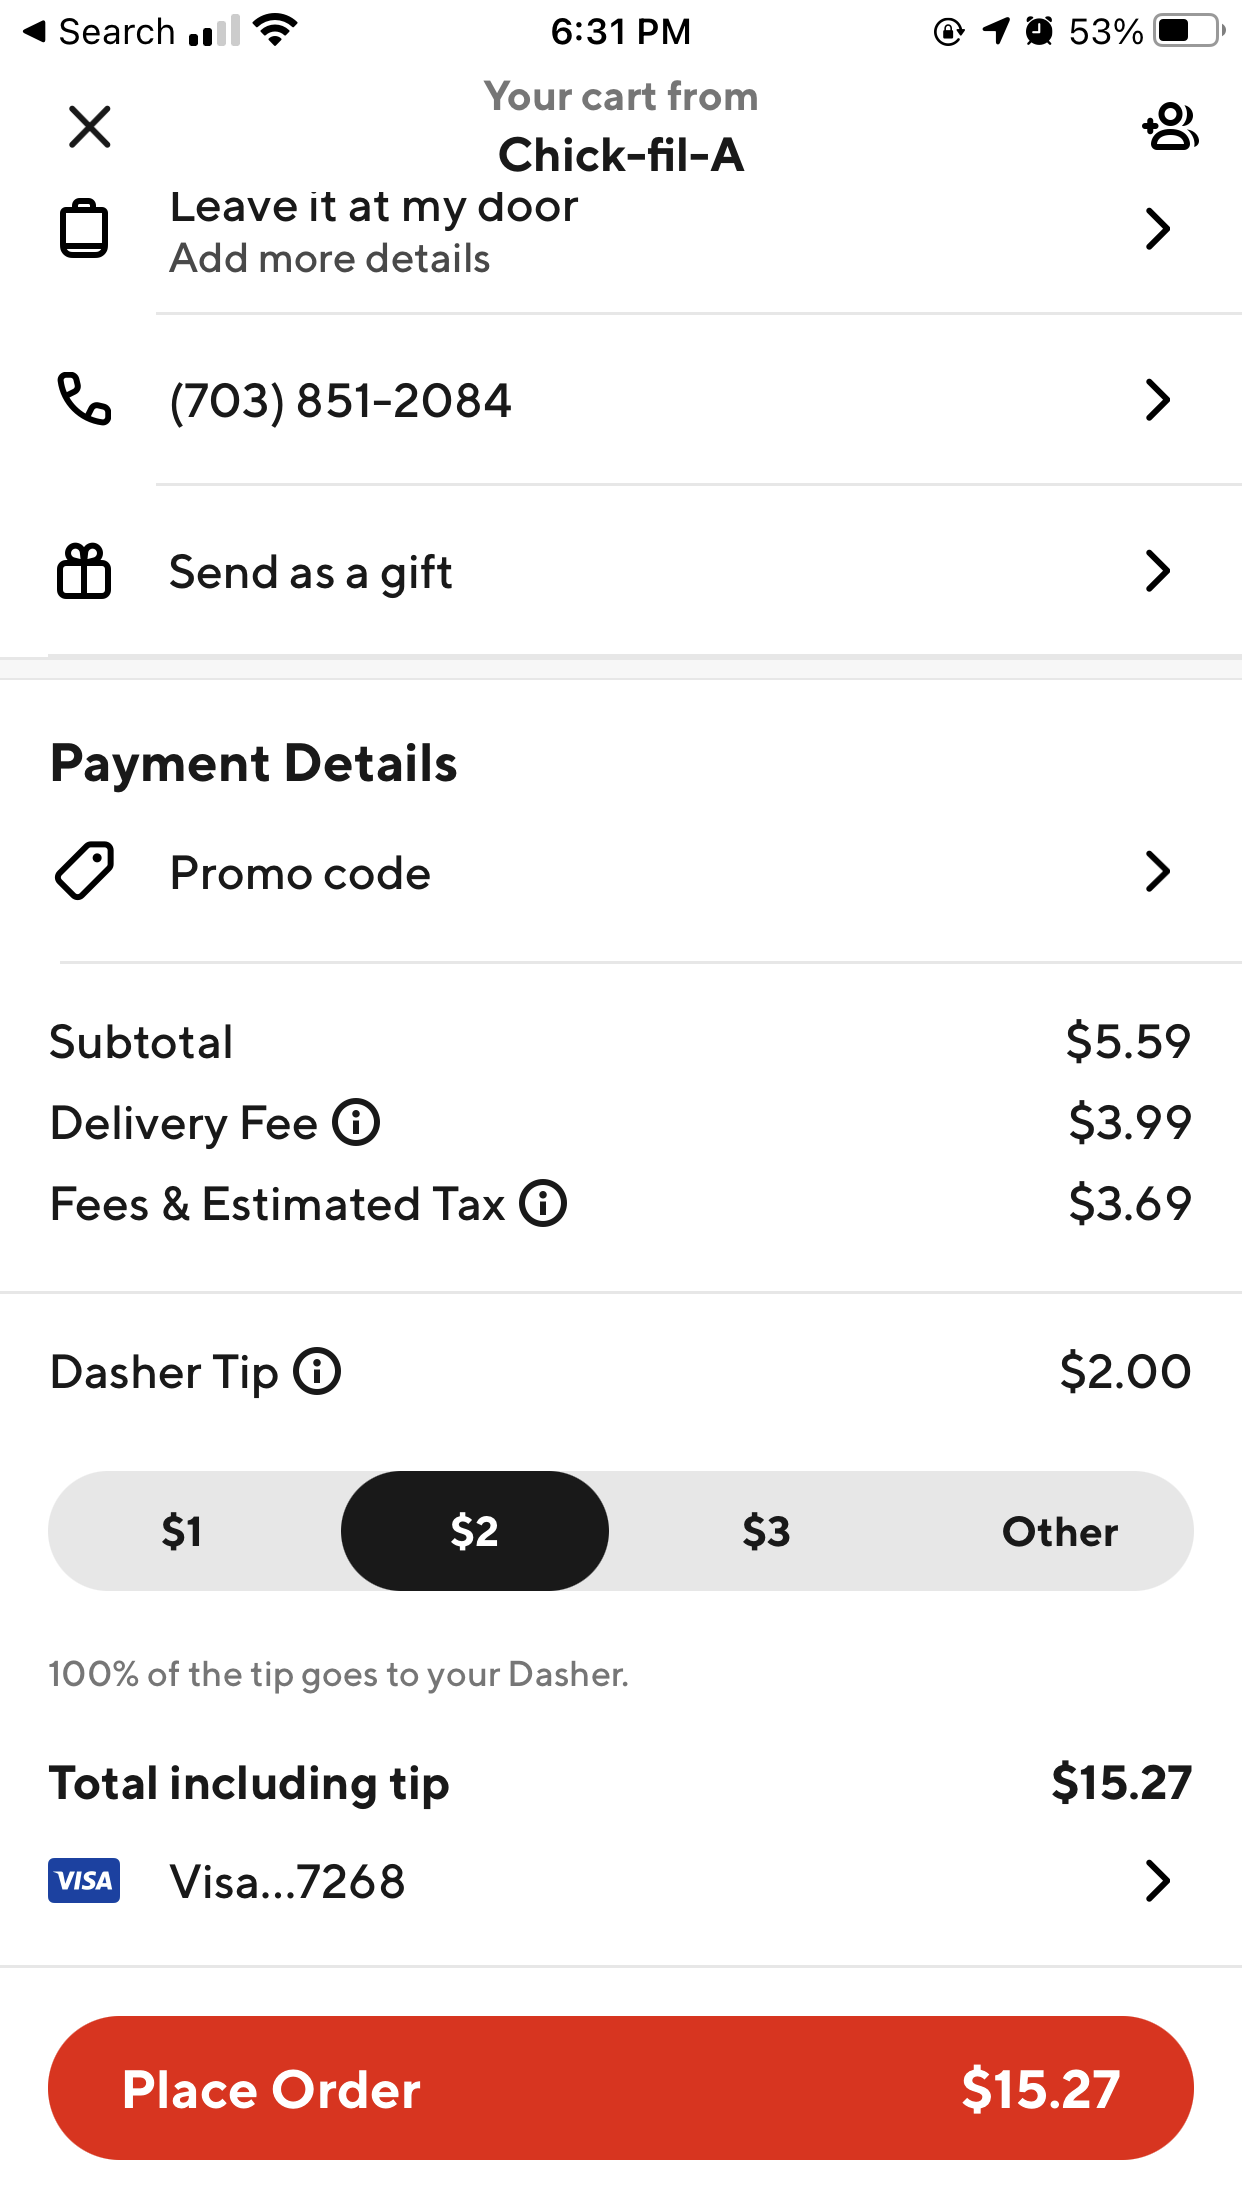 Search 6:31 PM 53%
Your cart from
Chick-fil-A
Leave it at my door
Add more details
(703) 851-2084
Send as a gift
Payment Details
Promo code
Subtotal $5.59
Delivery Fee $3.99
Fees & Estimated Tax $3.69
Dasher Tip $2.00
$1 $2 $3 Other
100% of the tip goes to your Dasher.
Total including tip $15.27
VISA Visa...7268
Place Order $15.27